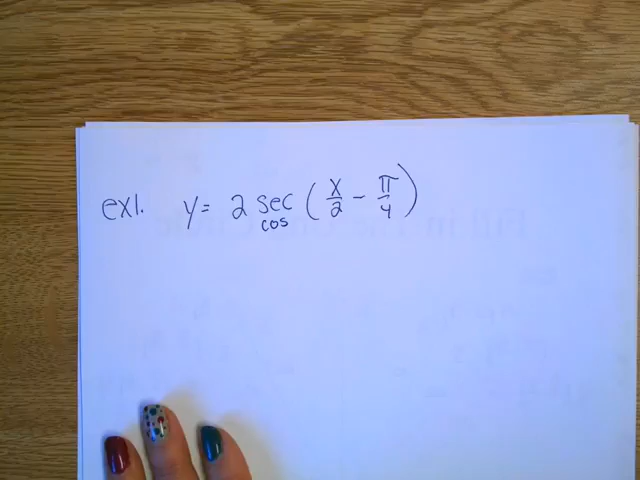 ex1. y = 2 sec ( x/2 - π/4 )
cos